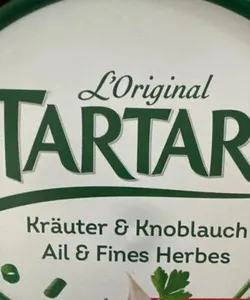 L'Original
TARTAR
Kräuter & Knoblauch
Ail & Fines Herbes